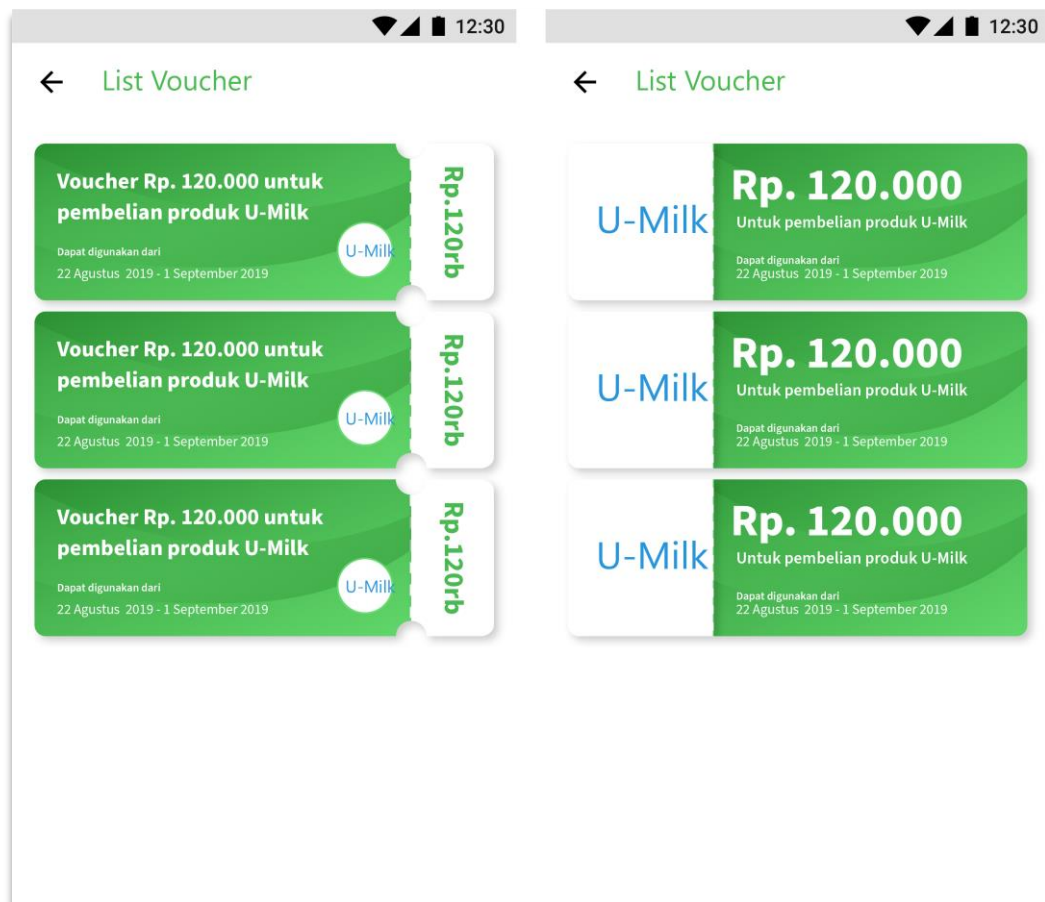 12:30
List Voucher
Voucher Rp. 120.000 untuk
pembelian produk U-Milk
Dapat digunakan dari
22 Agustus 2019 - 1 September 2019
U-Milk
Rp.120rb
Voucher Rp. 120.000 untuk
pembelian produk U-Milk
Dapat digunakan dari
22 Agustus 2019 - 1 September 2019
U-Milk
Rp.120rb
Voucher Rp. 120.000 untuk
pembelian produk U-Milk
Dapat digunakan dari
22 Agustus 2019 - 1 September 2019
U-Milk
Rp.120rb
12:30
List Voucher
U-Milk
Rp. 120.000
Untuk pembelian produk U-Milk
Dapat digunakan dari
22 Agustus 2019 - 1 September 2019
U-Milk
Rp. 120.000
Untuk pembelian produk U-Milk
Dapat digunakan dari
22 Agustus 2019 - 1 September 2019
U-Milk
Rp. 120.000
Untuk pembelian produk U-Milk
Dapat digunakan dari
22 Agustus 2019 - 1 September 2019